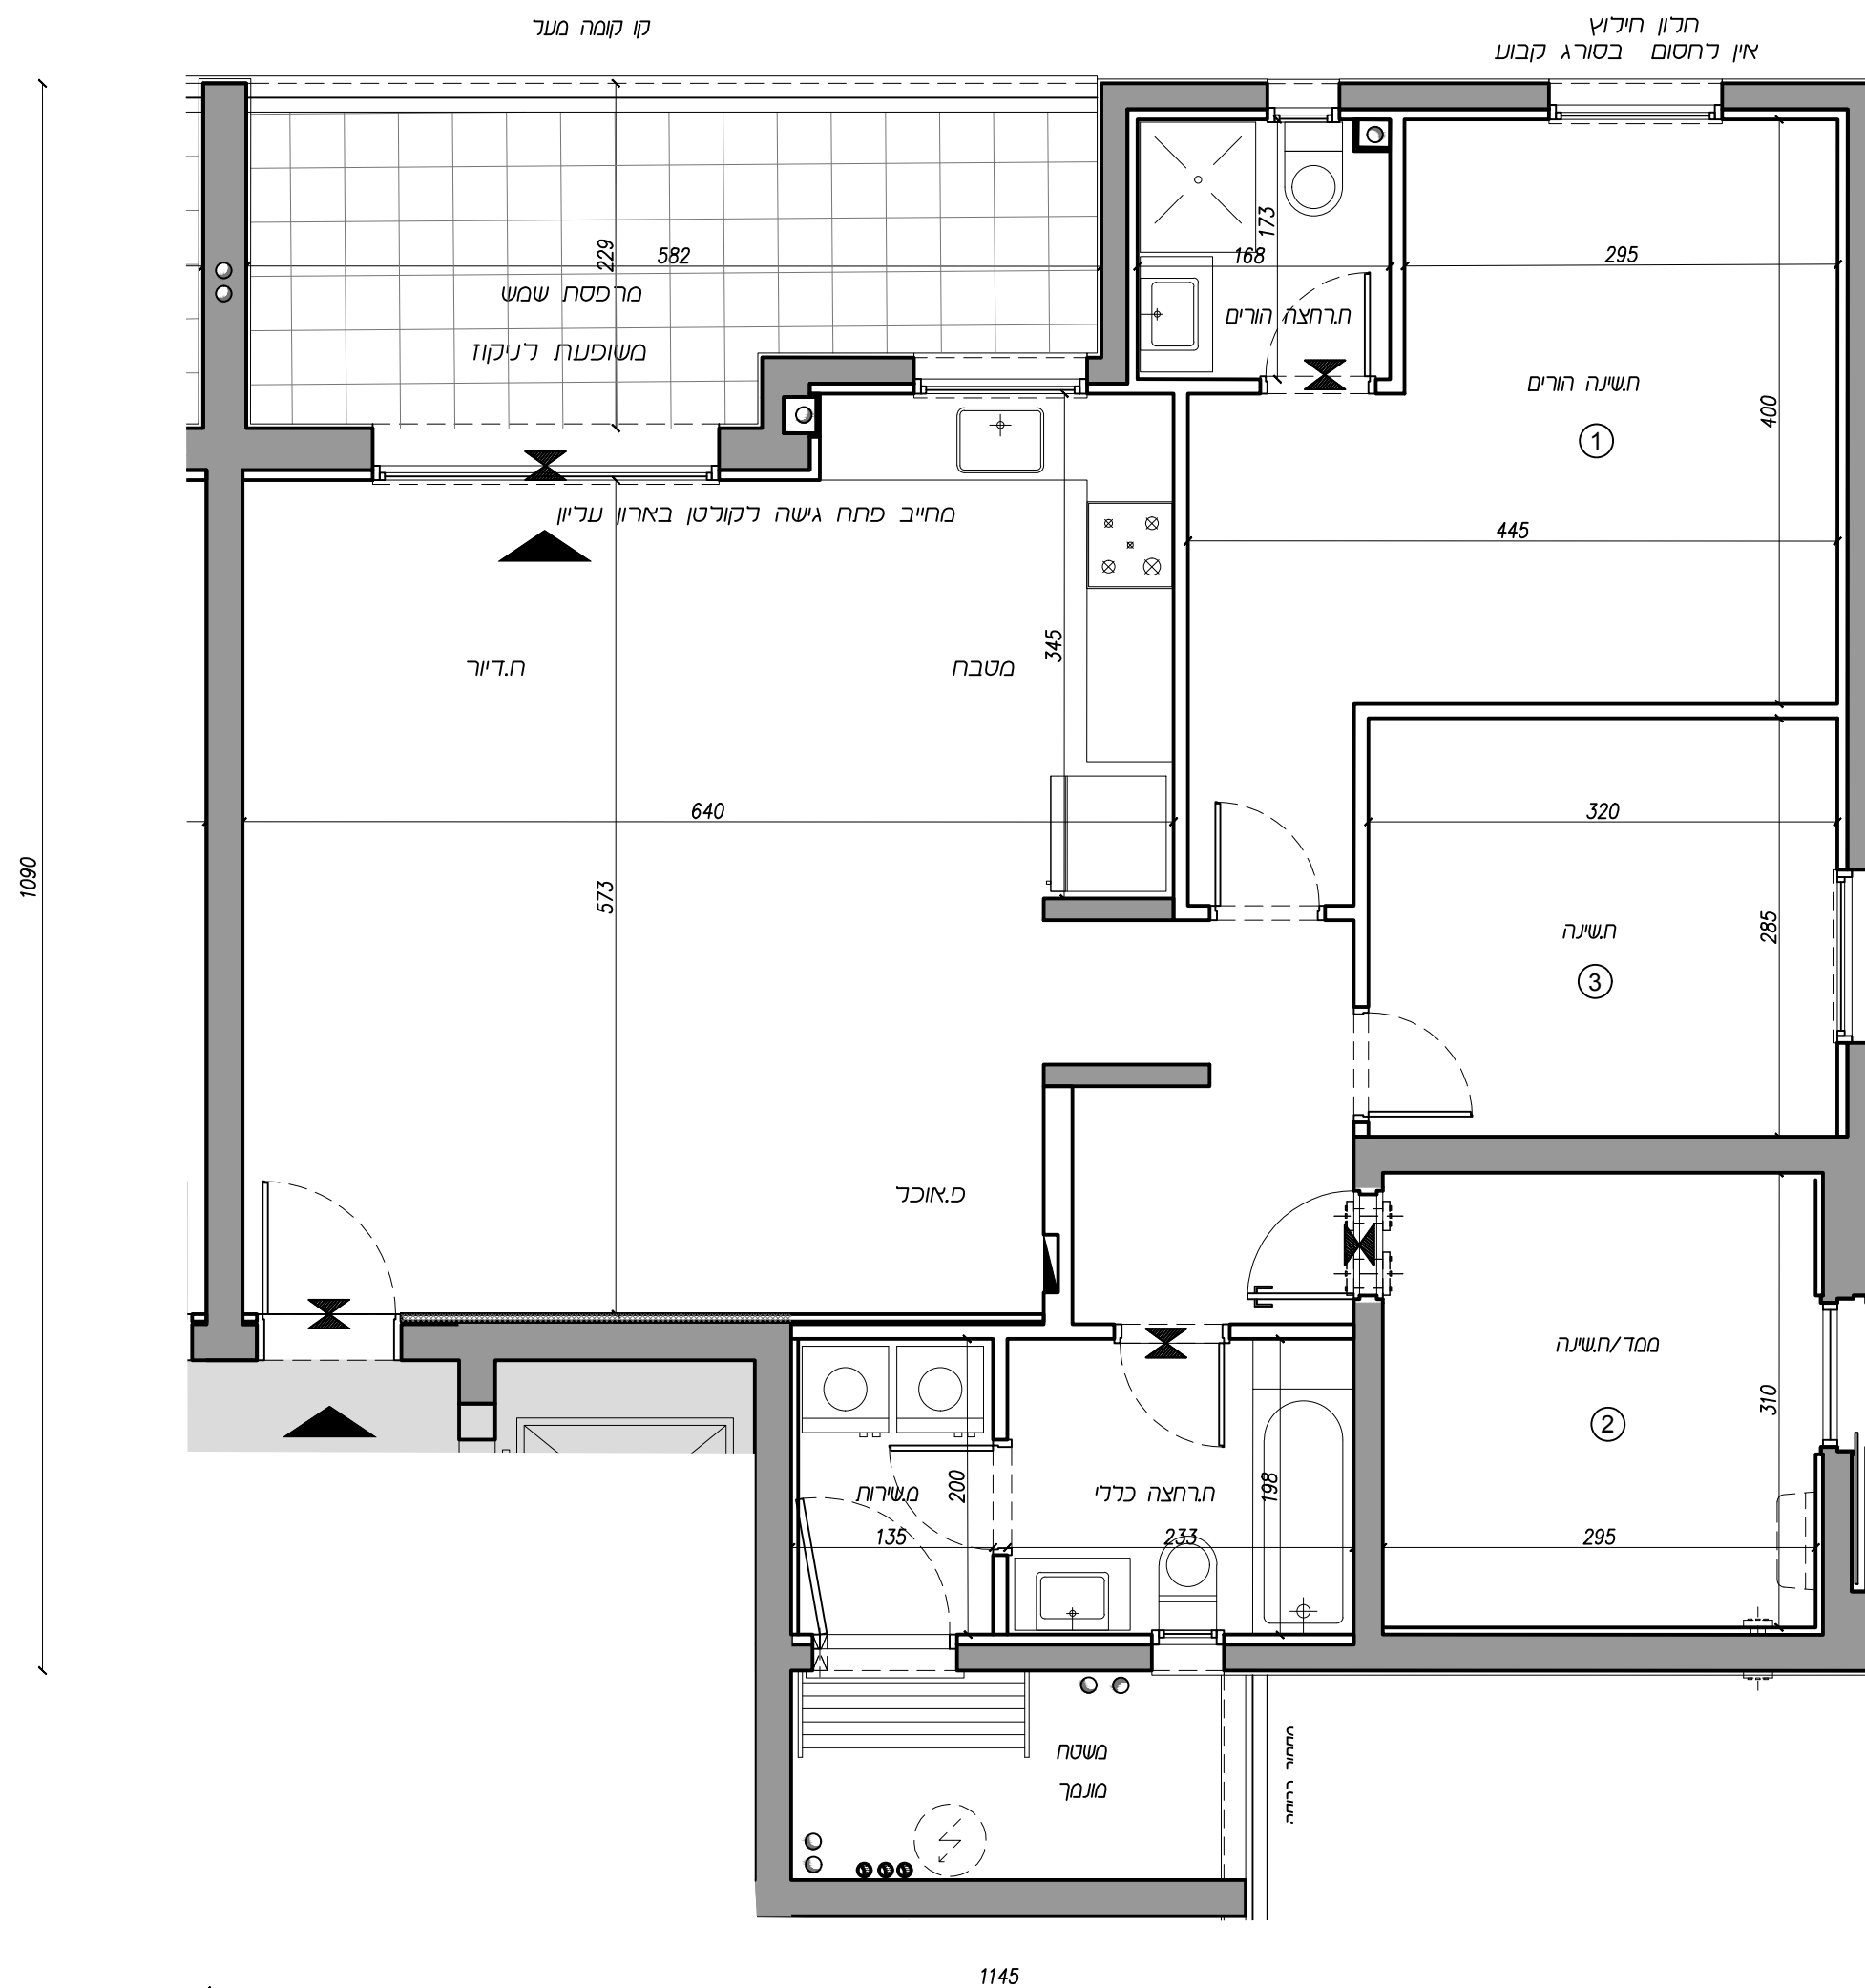 קו קומה מעל
חלון חילוץ
אין לחסום בסורג קבוע
229
582
מרפסת שמש
משופעת לניקוז
173
168
ח.רחצה הורים
295
ח.שינה הורים
1
400
מחייב פתח גישה לקולטן בארון עליון
445
ח.דיור
מטבח
345
640
320
1090
573
ח.שינה
3
285
פ.אוכל
ממד/ח.שינה
2
310
מ.שירות
200
ח.רחצה כללי
198
135
233
295
משטח
מונמך
1145